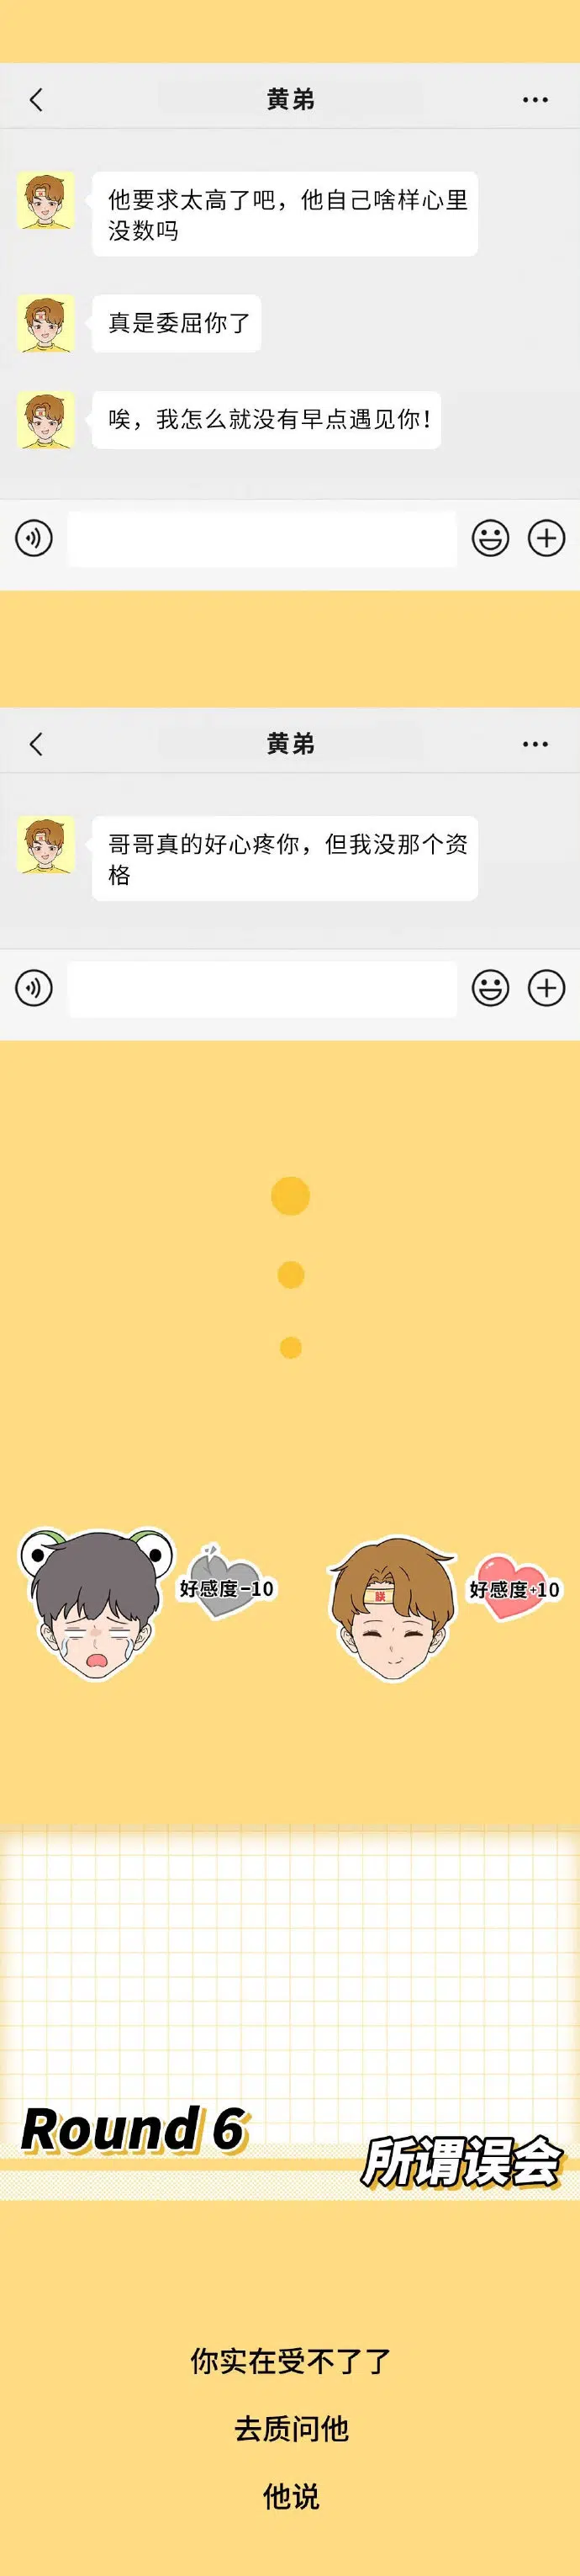 黄弟
他要求太高了吧，他自己啥样心里
没数吗
真是委屈你了
唉，我怎么就没有早点遇见你！
黄弟
哥哥真的好心疼你，但我没那个资
格
好感度-10
朕
好感度+10
Round 6
所谓误会
你实在受不了了
去质问他
他说